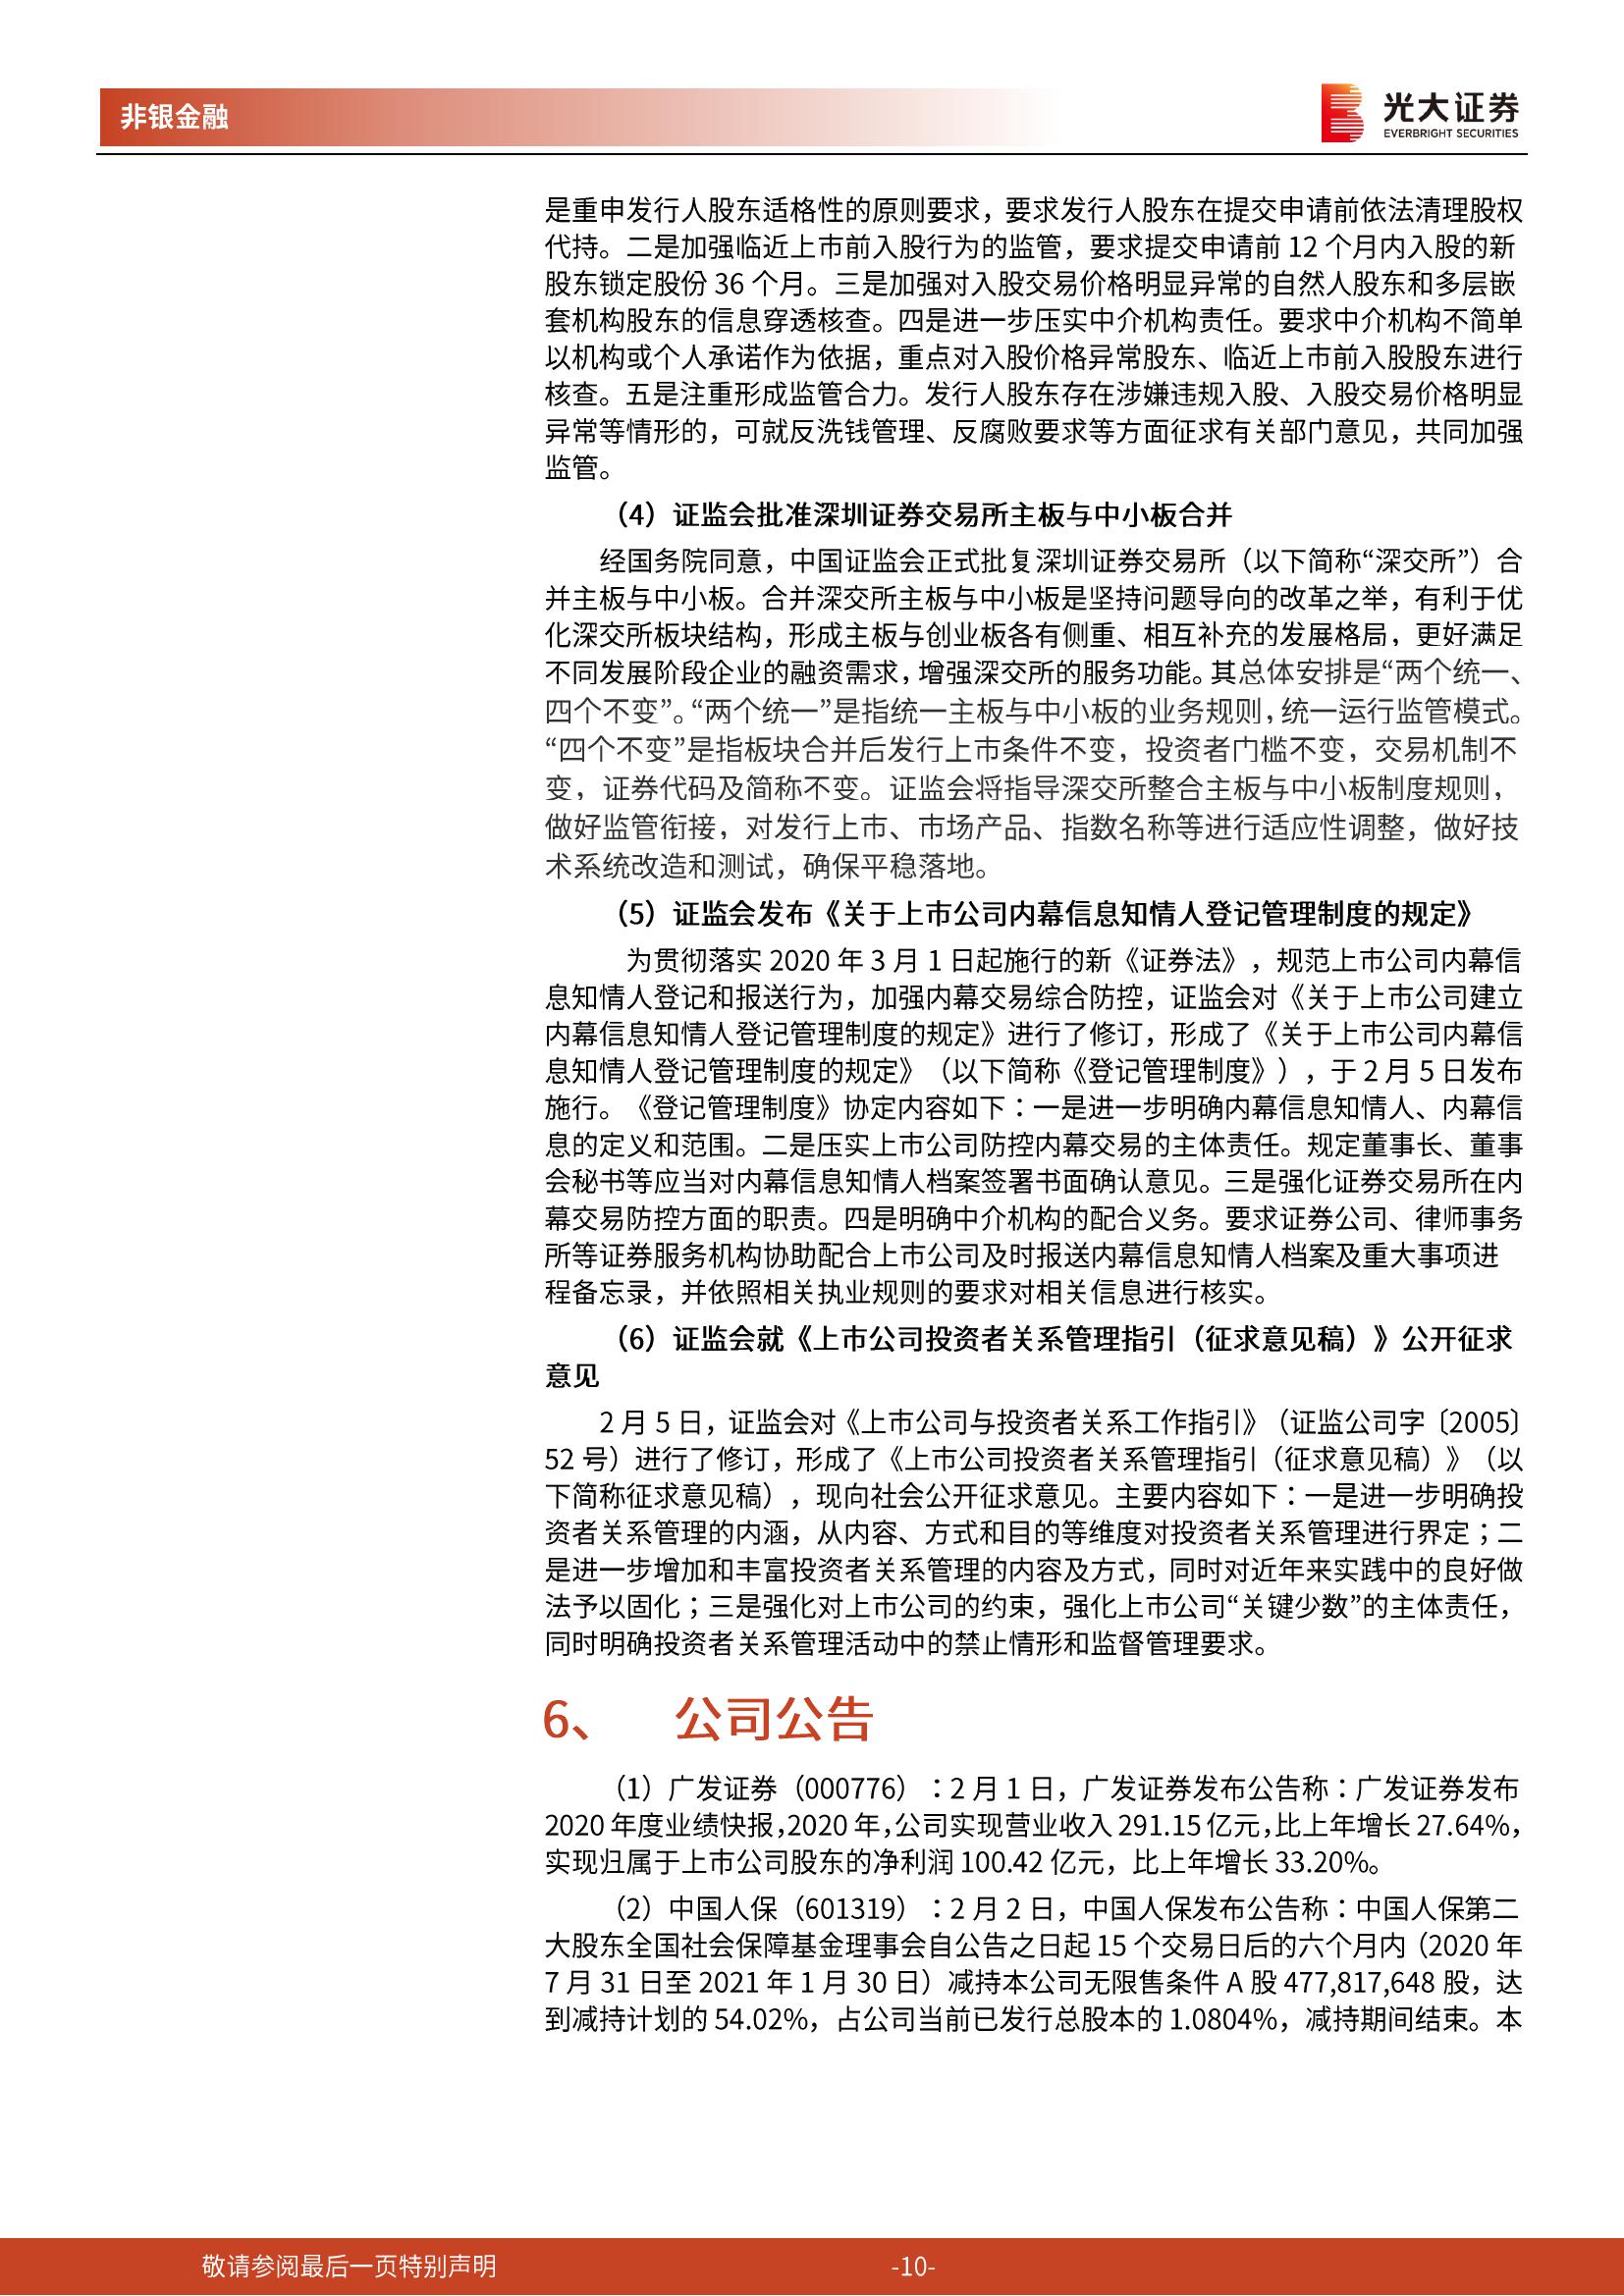 非银金融
光大证券
EVERBRIGHT SECURITIES
是重申发行人股东适格性的原则要求，要求发行人股东在提交申请前依法清理股权
代持。二是加强临近上市前入股行为的监管，要求提交申请前 12 个月内入股的新
股东锁定股份 36 个月。三是加强对入股交易价格明显异常的自然人股东和多层嵌
套机构股东的信息穿透核查。四是进一步压实中介机构责任。要求中介机构不简单
以机构或个人承诺作为依据，重点对入股价格异常股东、临近上市前入股股东进行
核查。五是注重形成监管合力。发行人股东存在涉嫌违规入股、入股交易价格明显
异常等情形的，可就反洗钱管理、反腐败要求等方面征求有关部门意见，共同加强
监管。
（4）证监会批准深圳证券交易所主板与中小板合并
经国务院同意，中国证监会正式批复深圳证券交易所（以下简称“深交所”）合
并主板与中小板。合并深交所主板与中小板是坚持问题导向的改革之举，有利于优
化深交所板块结构，形成主板与创业板各有侧重、相互补充的发展格局，更好满足
不同发展阶段企业的融资需求，增强深交所的服务功能。其总体安排是“两个统一、
四个不变”。“两个统一”是指统一主板与中小板的业务规则，统一运行监管模式。
“四个不变”是指板块合并后发行上市条件不变，投资者门槛不变，交易机制不
变，证券代码及简称不变。证监会将指导深交所整合主板与中小板制度规则，
做好监管衔接，对发行上市、市场产品、指数名称等进行适应性调整，做好技
术系统改造和测试，确保平稳落地。
（5）证监会发布《关于上市公司内幕信息知情人登记管理制度的规定》
为贯彻落实 2020 年 3 月 1 日起施行的新《证券法》，规范上市公司内幕信
息知情人登记和报送行为，加强内幕交易综合防控，证监会对《关于上市公司建立
内幕信息知情人登记管理制度的规定》进行了修订，形成了《关于上市公司内幕信
息知情人登记管理制度的规定》（以下简称《登记管理制度》），于 2 月 5 日发布
施行。《登记管理制度》协定内容如下：一是进一步明确内幕信息知情人、内幕信
息的定义和范围。二是压实上市公司防控内幕交易的主体责任。规定董事长、董事
会秘书等应当对内幕信息知情人档案签署书面确认意见。三是强化证券交易所在内
幕交易防控方面的职责。四是明确中介机构的配合义务。要求证券公司、律师事务
所等证券服务机构协助配合上市公司及时报送内幕信息知情人档案及重大事项进
程备忘录，并依照相关执业规则的要求对相关信息进行核实。
（6）证监会就《上市公司投资者关系管理指引（征求意见稿）》公开征求
意见
2 月 5 日，证监会对《上市公司与投资者关系工作指引》（证监公司字〔2005〕
52 号）进行了修订，形成了《上市公司投资者关系管理指引（征求意见稿）》（以
下简称征求意见稿），现向社会公开征求意见。主要内容如下：一是进一步明确投
资者关系管理的内涵，从内容、方式和目的等维度对投资者关系管理进行界定；二
是进一步增加和丰富投资者关系管理的内容及方式，同时对近年来实践中的良好做
法予以固化；三是强化对上市公司的约束，强化上市公司“关键少数”的主体责任，
同时明确投资者关系管理活动中的禁止情形和监督管理要求。
6、 公司公告
（1）广发证券（000776）：2 月 1 日，广发证券发布公告称：广发证券发布
2020 年度业绩快报，2020 年，公司实现营业收入 291.15 亿元，比上年增长 27.64%，
实现归属于上市公司股东的净利润 100.42 亿元，比上年增长 33.20%。
（2）中国人保（601319）：2 月 2 日，中国人保发布公告称：中国人保第二
大股东全国社会保障基金理事会自公告之日起 15 个交易日后的六个月内（2020 年
7 月 31 日至 2021 年 1 月 30 日）减持本公司无限售条件 A 股 477,817,648 股，达
到减持计划的 54.02%，占公司当前已发行总股本的 1.0804%，减持期间结束。本
敬请参阅最后一页特别声明
-10-